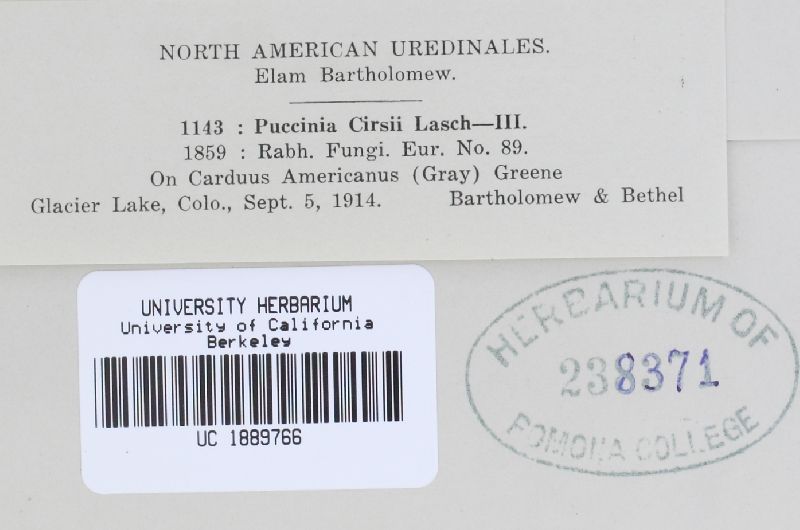 NORTH AMERICAN UREDINALES.
Elam Bartholomew.
1143 : Puccinia Cirsii Lasch—III.
1859 : Rabh. Fungi. Eur. No. 89.
On Carduus Americanus (Gray) Greene
Glacier Lake, Colo., Sept. 5, 1914. Bartholomew & Bethel
UNIVERSITY HERBARIUM
University of California
Berkeley
UC 1889766
HERBARIUM OF
238371
POMONA COLLEGE